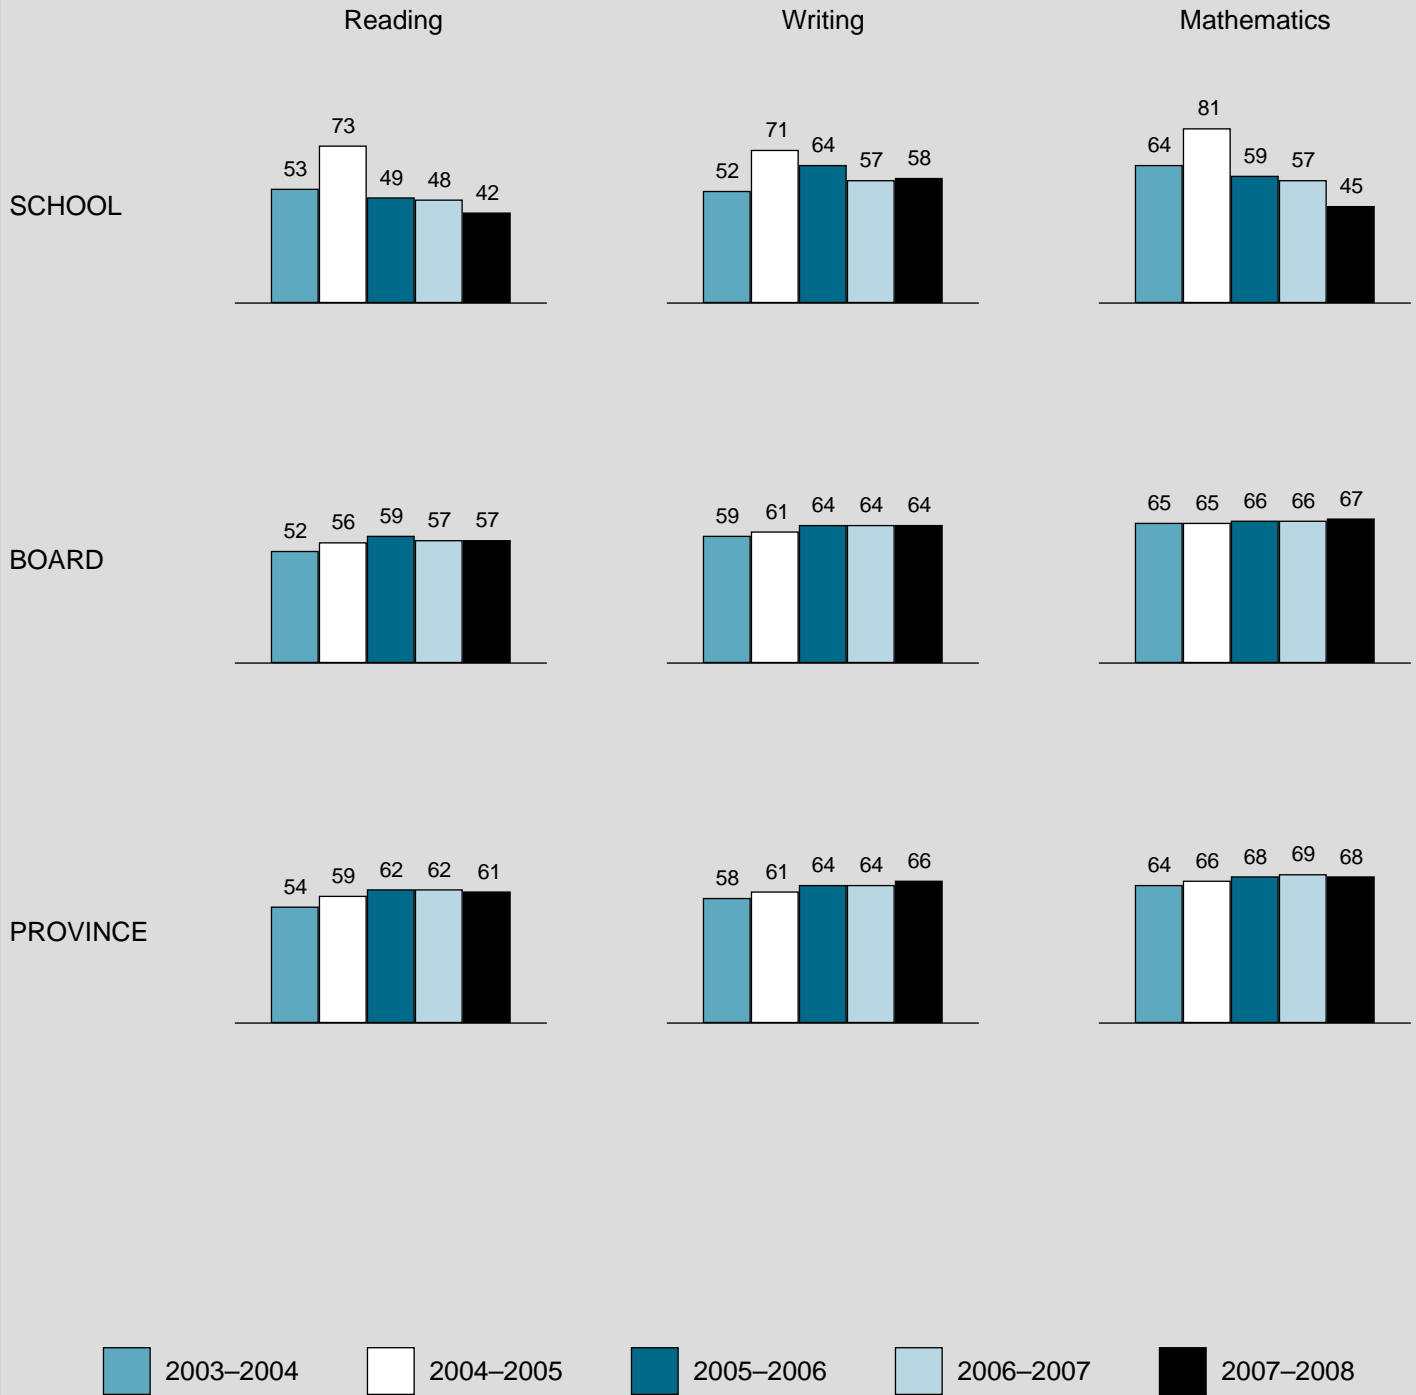 Reading Writing Mathematics
SCHOOL
53 73 49 48 42
52 71 64 57 58
64 81 59 57 45
BOARD
52 56 59 57 57
59 61 64 64 64
65 65 66 66 67
PROVINCE
54 59 62 62 61
58 61 64 64 66
64 66 68 69 68
2003–2004 2004–2005 2005–2006 2006–2007 2007–2008